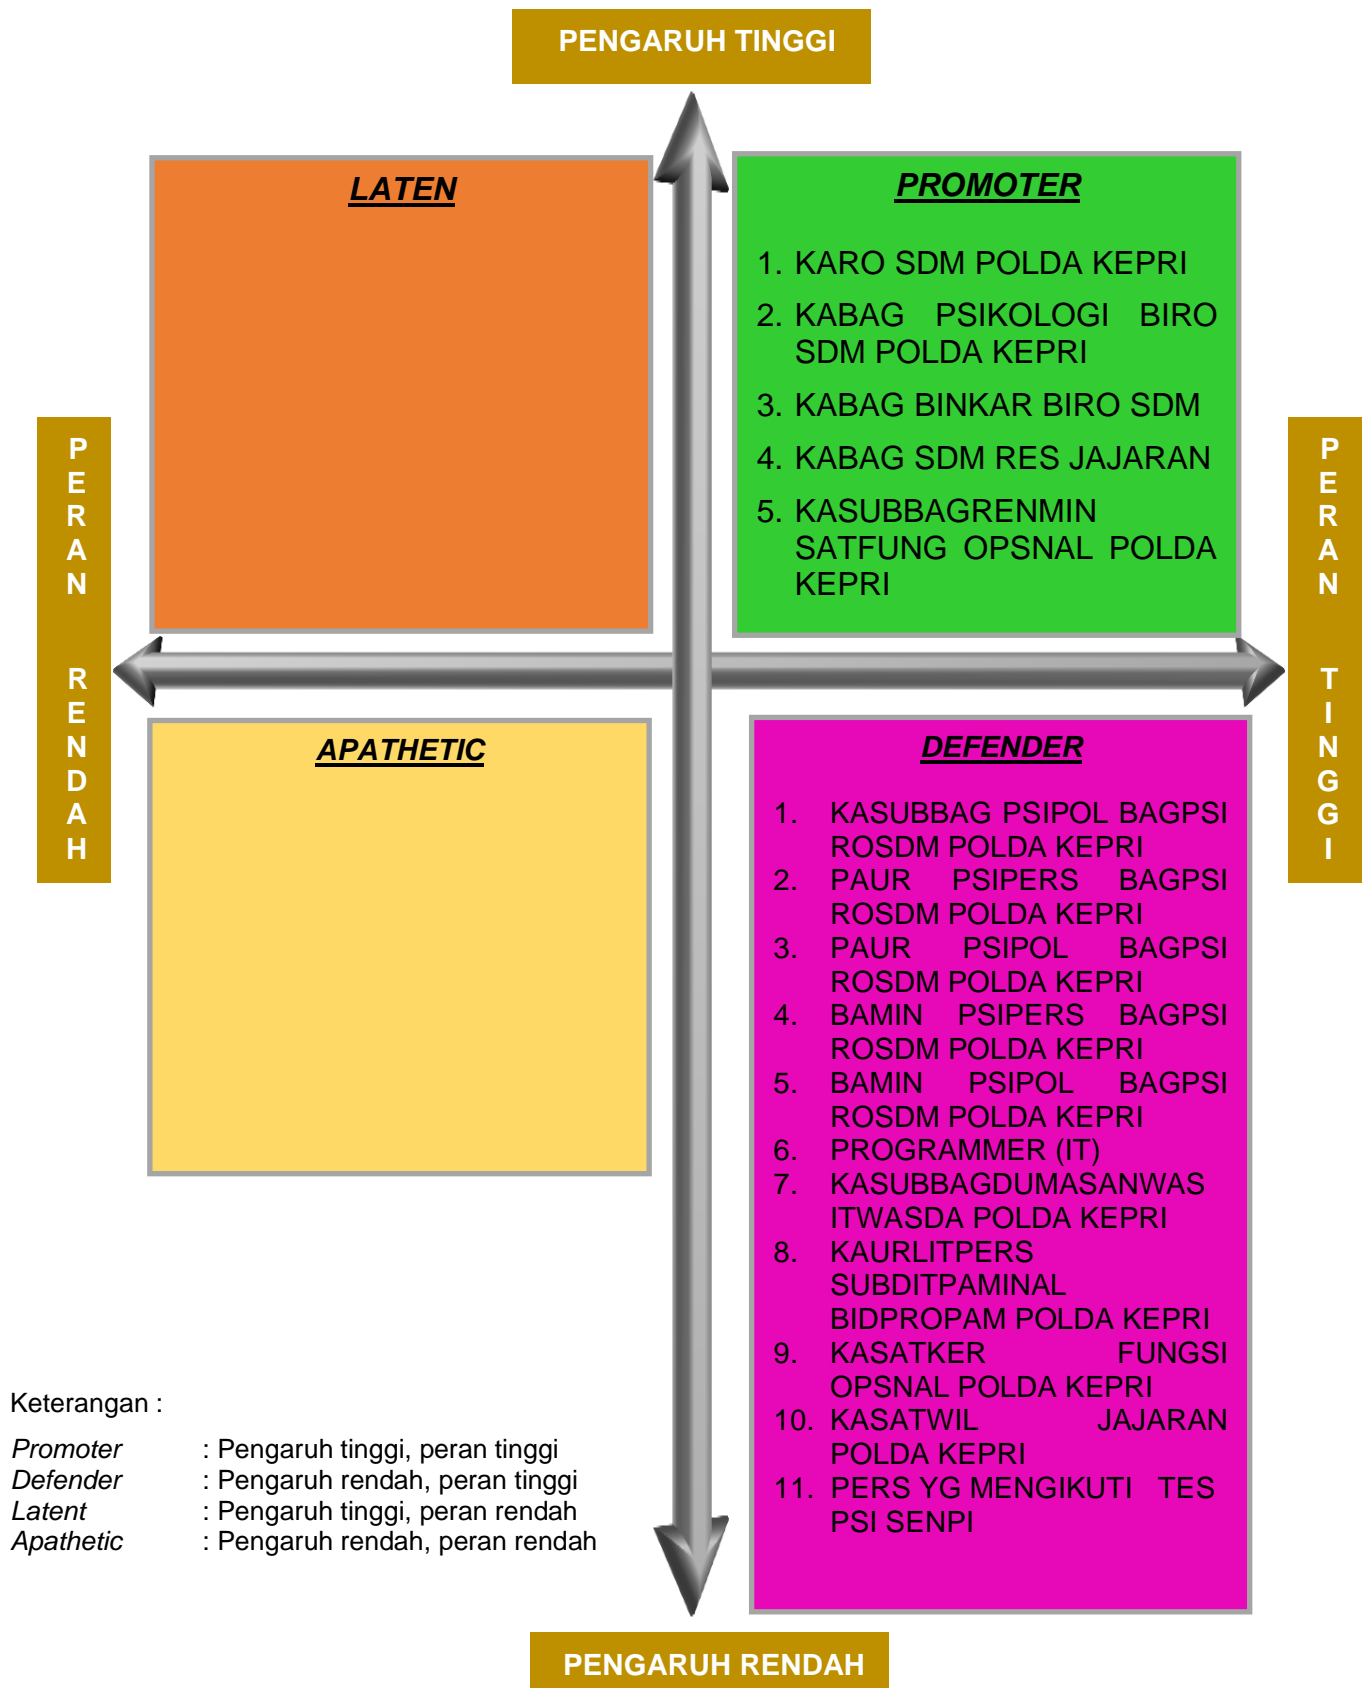 PENGARUH TINGGI
LATEN
PROMOTER
1. KARO SDM POLDA KEPRI
2. KABAG PSIKOLOGI BIRO
SDM POLDA KEPRI
3. KABAG BINKAR BIRO SDM
4. KABAG SDM RES JAJARAN
5. KASUBBAGRENMIN
SATFUNG OPSNAL POLDA
KEPRI
PERAN RENDAH
PERAN TINGGI
APATHETIC
DEFENDER
1. KASUBBAG PSIPOL BAGPSI
ROSDM POLDA KEPRI
2. PAUR PSIPERS BAGPSI
ROSDM POLDA KEPRI
3. PAUR PSIPOL BAGPSI
ROSDM POLDA KEPRI
4. BAMIN PSIPERS BAGPSI
ROSDM POLDA KEPRI
5. BAMIN PSIPOL BAGPSI
ROSDM POLDA KEPRI
6. PROGRAMMER (IT)
7. KASUBBAGDUMASANWAS
ITWASDA POLDA KEPRI
8. KAURLITPERS
SUBDITPAMINAL
BIDPROPAM POLDA KEPRI
9. KASATKER FUNGSI
OPSNAL POLDA KEPRI
10. KASATWIL JAJARAN
POLDA KEPRI
11. PERS YG MENGIKUTI TES
PSI SENPI
Keterangan :
Promoter : Pengaruh tinggi, peran tinggi
Defender : Pengaruh rendah, peran tinggi
Latent : Pengaruh tinggi, peran rendah
Apathetic : Pengaruh rendah, peran rendah
PENGARUH RENDAH